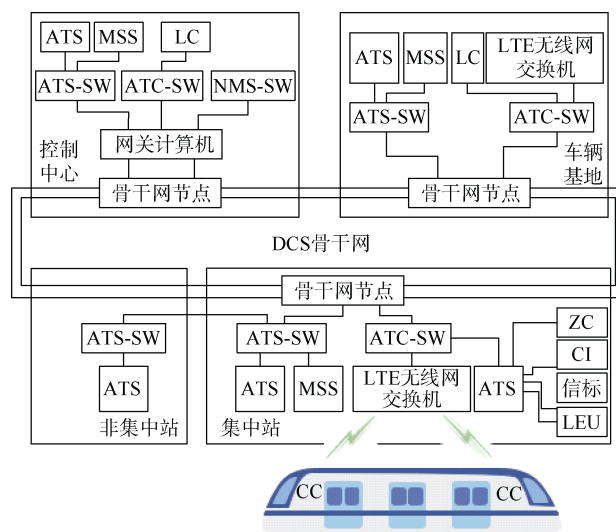 ATS
MSS
LC
ATS-SW
ATC-SW
NMS-SW
控制
中心
网关计算机
骨干网节点
ATS
MSS
LC
LTE无线网
交换机
ATS-SW
ATC-SW
车辆
基地
骨干网节点
DCS骨干网
骨干网节点
ATS-SW
ATS
非集中站
ATS-SW
ATC-SW
ATS
MSS
LTE无线网
交换机
ATS
ZC
CI
信标
LEU
集中站
CC
CC